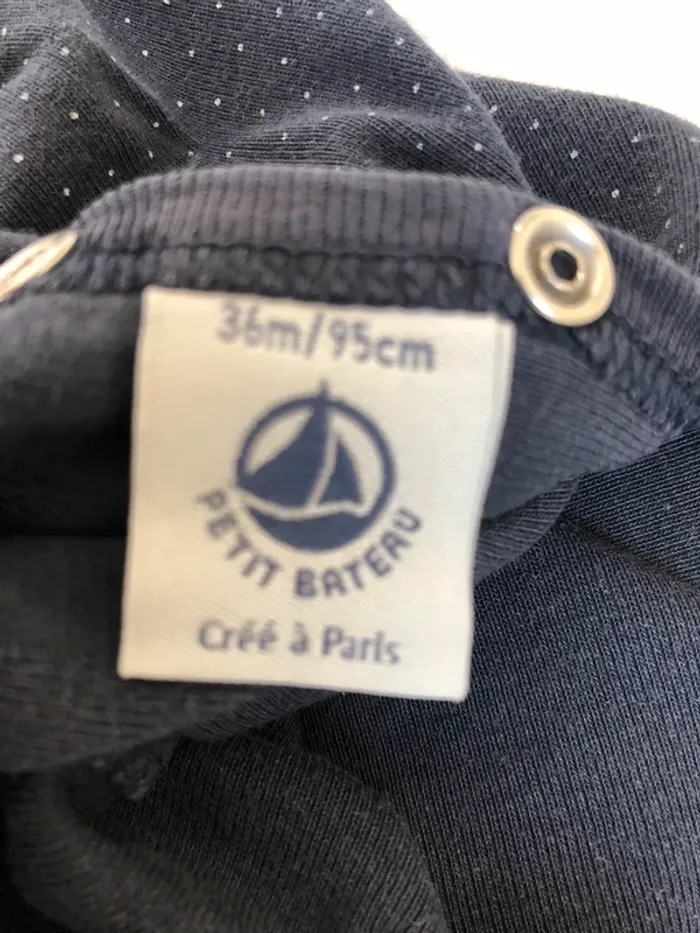 36m/95cm
PETIT BATEAU
Créé à Paris